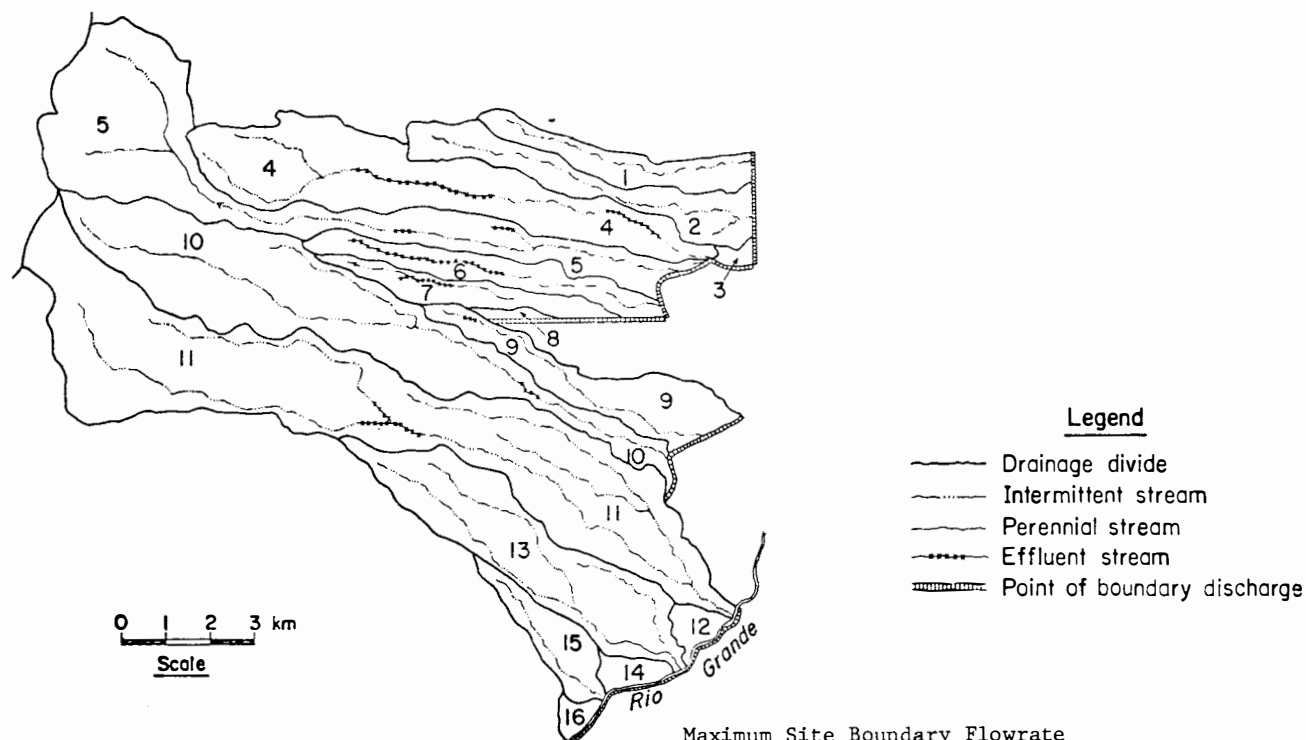 5
4
1
10
4
2
5
6
3
7
8
9
11
9
10
Legend
Drainage divide
Intermittent stream
Perennial stream
Effluent stream
Point of boundary discharge
11
13
0 1 2 3 km
Scale
12
15
14
Rio Grande
16
Maximum Site Boundary Flowrate